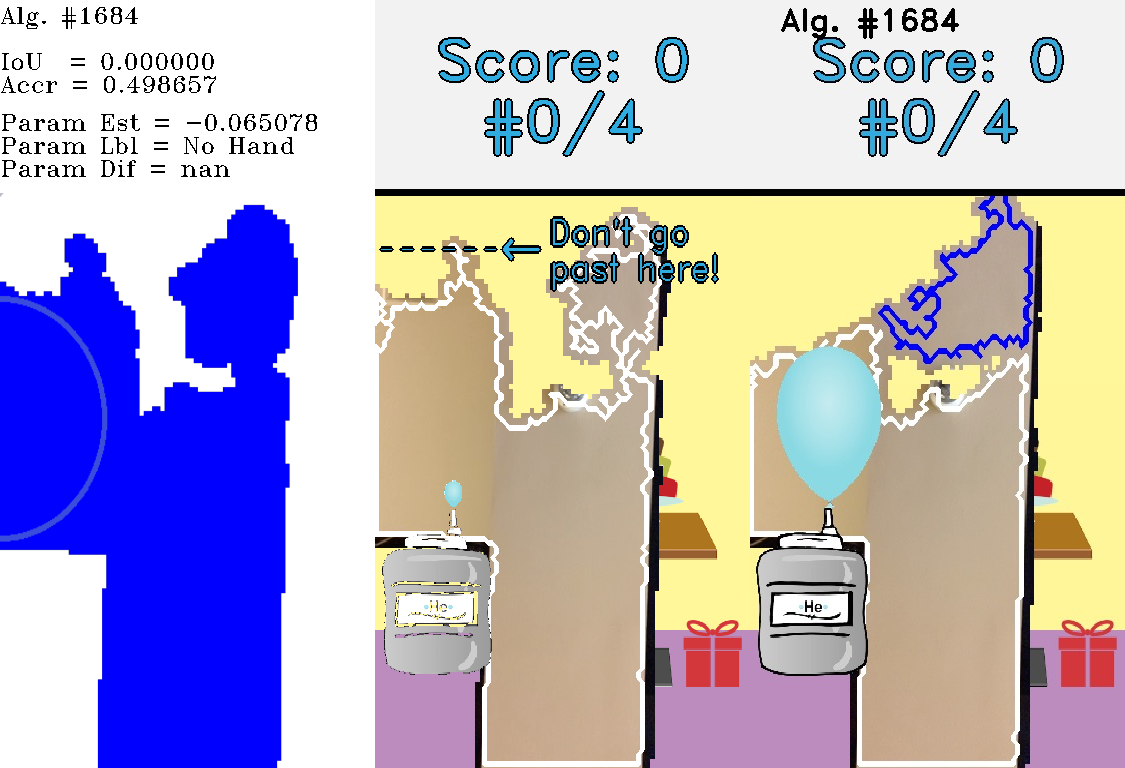 Alg. #1684
IoU = 0.000000
Accr = 0.498657
Param Est = -0.065078
Param Lbl = No Hand
Param Dif = nan
Score: 0
#0/4
Don't go
past here!
He
Alg. #1684
Score: 0
#0/4
He